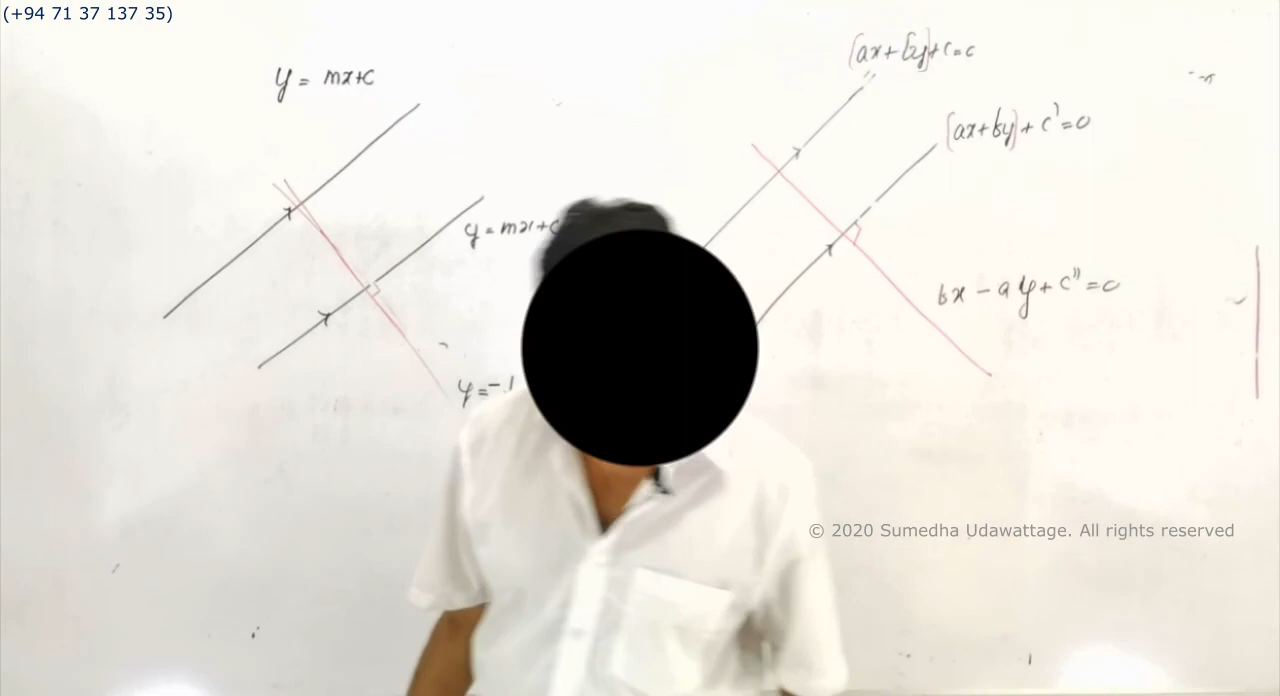 (+94 71 37 137 35)
y = mx+c
y = mx+c
y = -1
[ax+by]+c=c
[ax+by]+c'=0
bx - ay + c''=0
© 2020 Sumedha Udawattage. All rights reserved